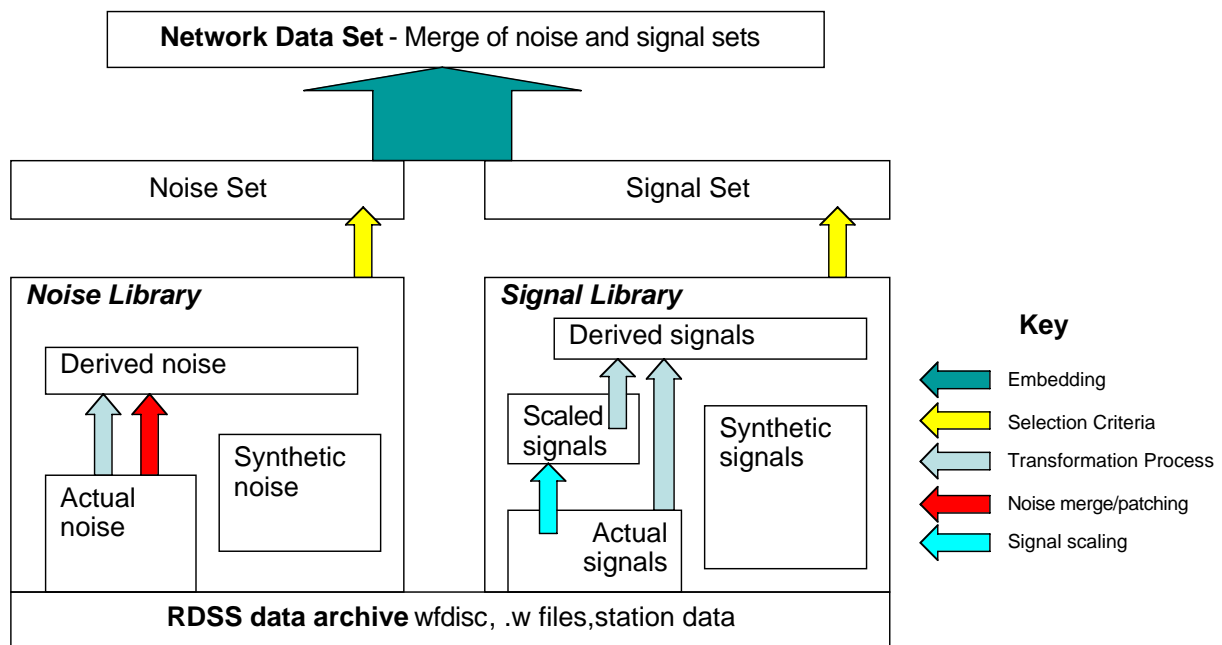 Network Data Set - Merge of noise and signal sets
Noise Set
Signal Set
Noise Library
Derived noise
Synthetic
noise
Actual
noise
Signal Library
Derived signals
Scaled
signals
Synthetic
signals
Actual
signals
RDSS data archive wfdisc, .w files,station data
Key
Embedding
Selection Criteria
Transformation Process
Noise merge/patching
Signal scaling